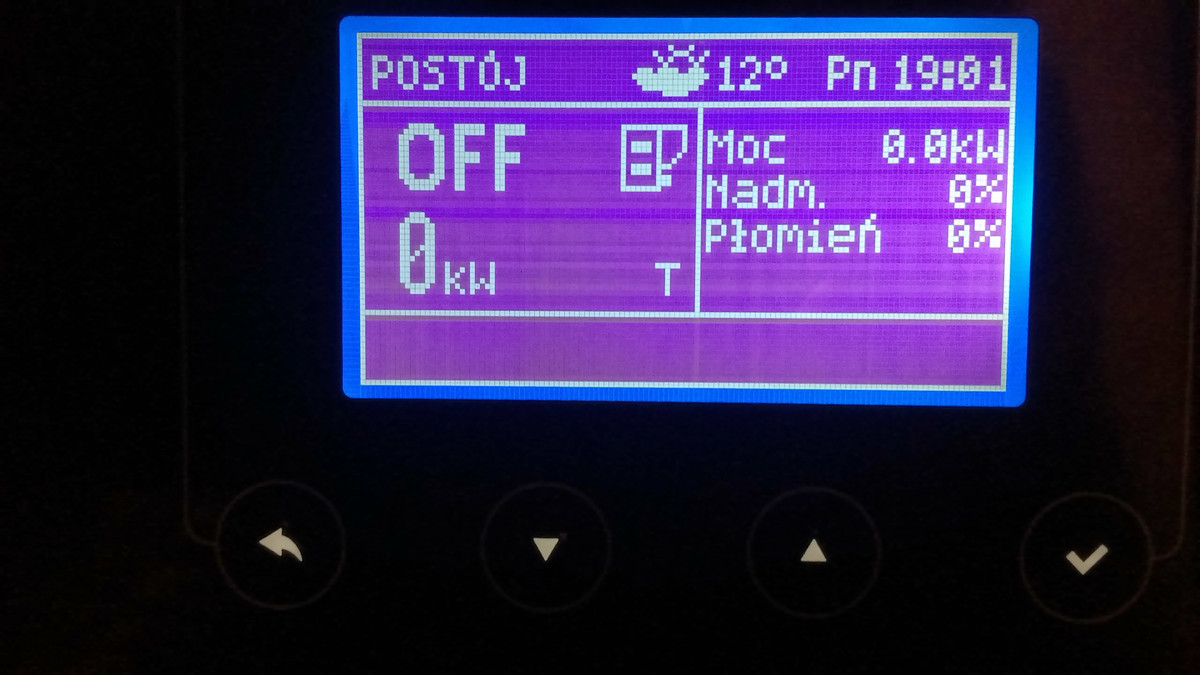 POSTÓJ 12° Pn 19:01
OFF
0kW T
Moc 0.0kW
Nadm. 0%
Płomień 0%